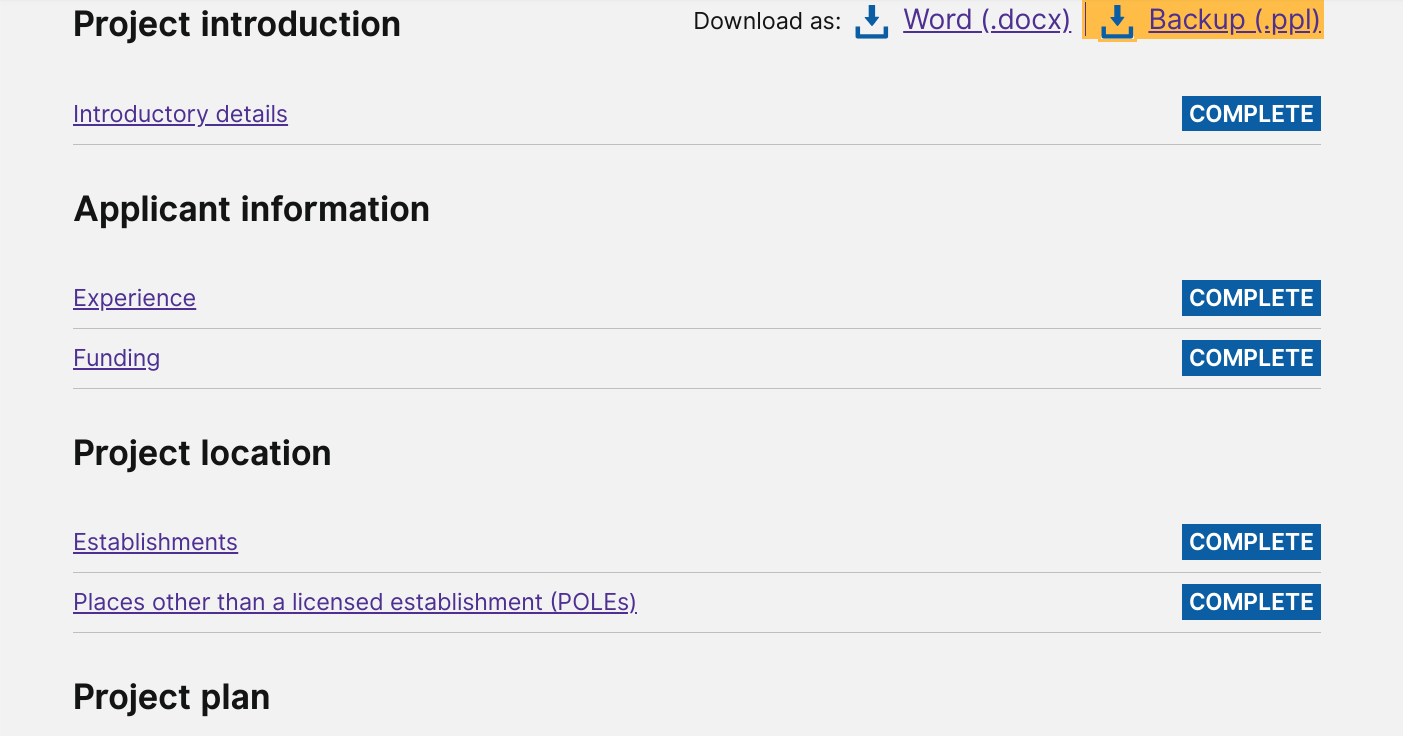 Project introduction Download as: Word (.docx) Backup (.ppl)
Introductory details COMPLETE
Applicant information
Experience COMPLETE
Funding COMPLETE
Project location
Establishments COMPLETE
Places other than a licensed establishment (POLEs) COMPLETE
Project plan